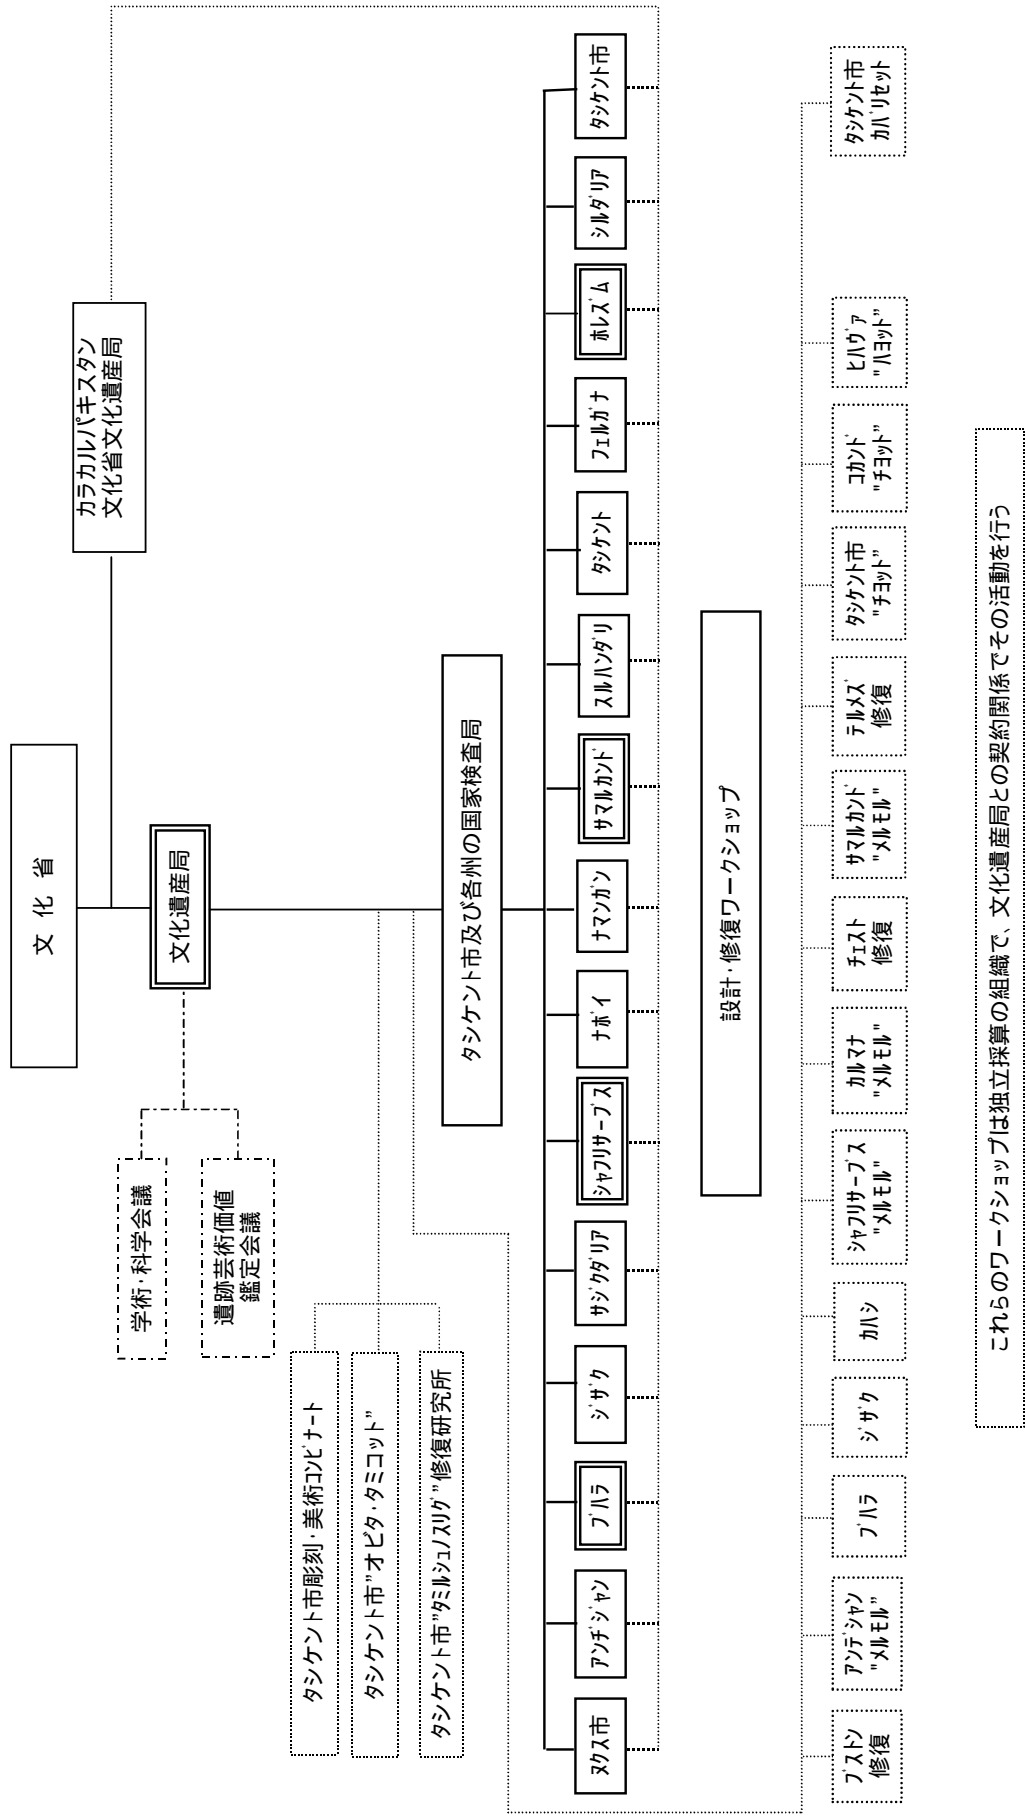 文 化 省
カラカルパキスタン
文化省文化遺産局
文化遺産局
学術・科学会議
遺跡芸術価値
鑑定会議
タシケント市彫刻・美術ｺﾝﾋﾞﾅｰﾄ
タシケント市”オビタ・タミコット”
タシケント市”ﾀﾐﾙｼｭﾉｽﾘｸﾞ”修復研究所
タシケント市及び各州の国家検査局
ﾇｸｽ市
ｱﾝﾁﾞｼﾞｬﾝ
ﾌﾞﾊﾗ
ｼﾞｻﾞｸ
ｻｼﾞｸﾀﾞﾘｱ
ｼｬﾌﾘｻｰﾌﾞｽ
ﾅﾎﾞｲ
ﾅﾏﾝｶﾞﾝ
ｻﾏﾙｶﾝﾄﾞ
ｽﾙﾊﾝﾀﾞﾘ
ﾀｼｹﾝﾄ
ﾌｪﾙｶﾞﾅ
ﾎﾚｽﾞﾑ
ｼﾙﾀﾞﾘｱ
ﾀｼｹﾝﾄ市
設計・修復ワークショップ
ﾌﾞｽﾄﾝ
修復
ｱﾝﾃﾞｼﾞｬﾝ
"ﾒﾙﾓﾙ”
ﾌﾞﾊﾗ
ｼﾞｻﾞｸ
ｶﾊｼ
ｼｬﾌﾘｻｰﾌﾞｽ
"ﾒﾙﾓﾙ"
ｶﾙﾏﾅ
"ﾒﾙﾓﾙ"
ﾁｪｽﾄ
修復
ｻﾏﾙｶﾝﾄﾞ
"ﾒﾙﾓﾙ”
ﾃﾙﾒｽﾞ
修復
ﾀｼｹﾝﾄ市
"ﾁﾖｯﾄ”
ｺｶﾝﾄﾞ
"ﾁﾖｯﾄ”
ﾋﾊｳﾞｧ
"ﾊﾖｯﾄ”
ﾀｼｹﾝﾄ市
ｶﾊﾞﾘｾｯﾄ
これらのワークショップは独立採算の組織で、文化遺産局との契約関係でその活動を行う